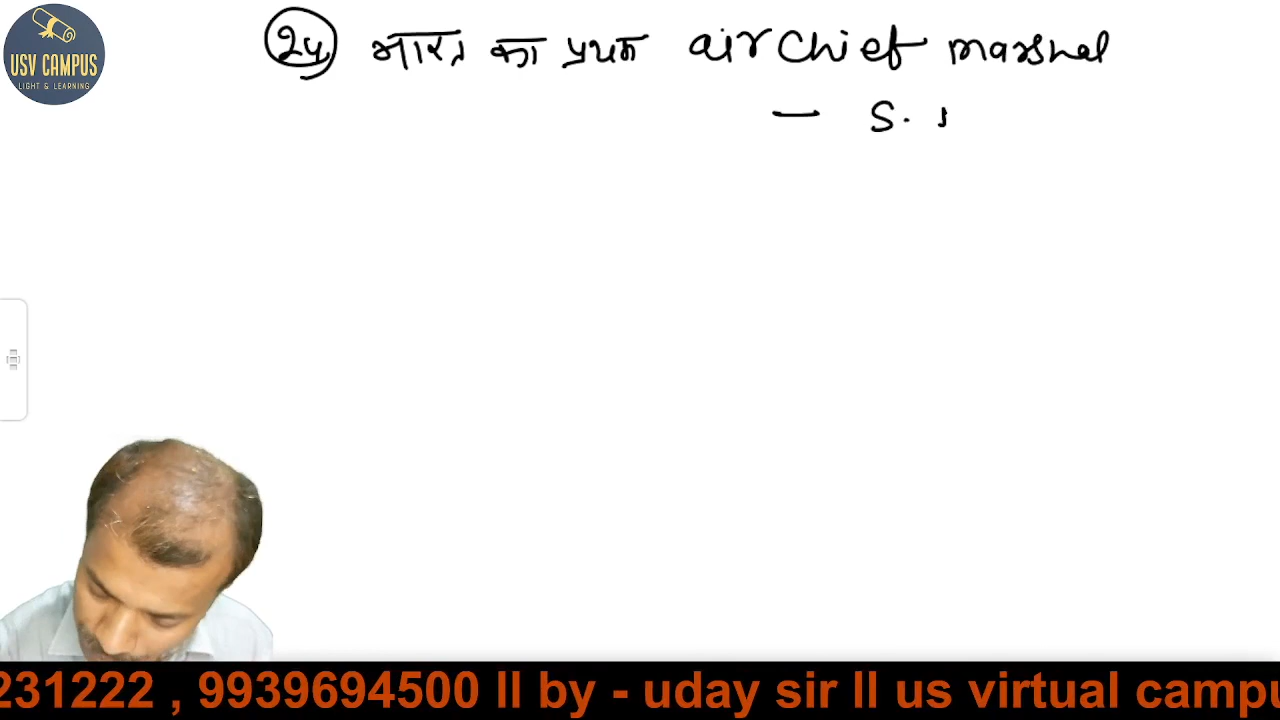 USV CAMPUS
LIGHT & LEARNING
24 भारत का प्रथम air Chief marshal
— S.
231222 , 9939694500 ll by - uday sir ll us virtual campu